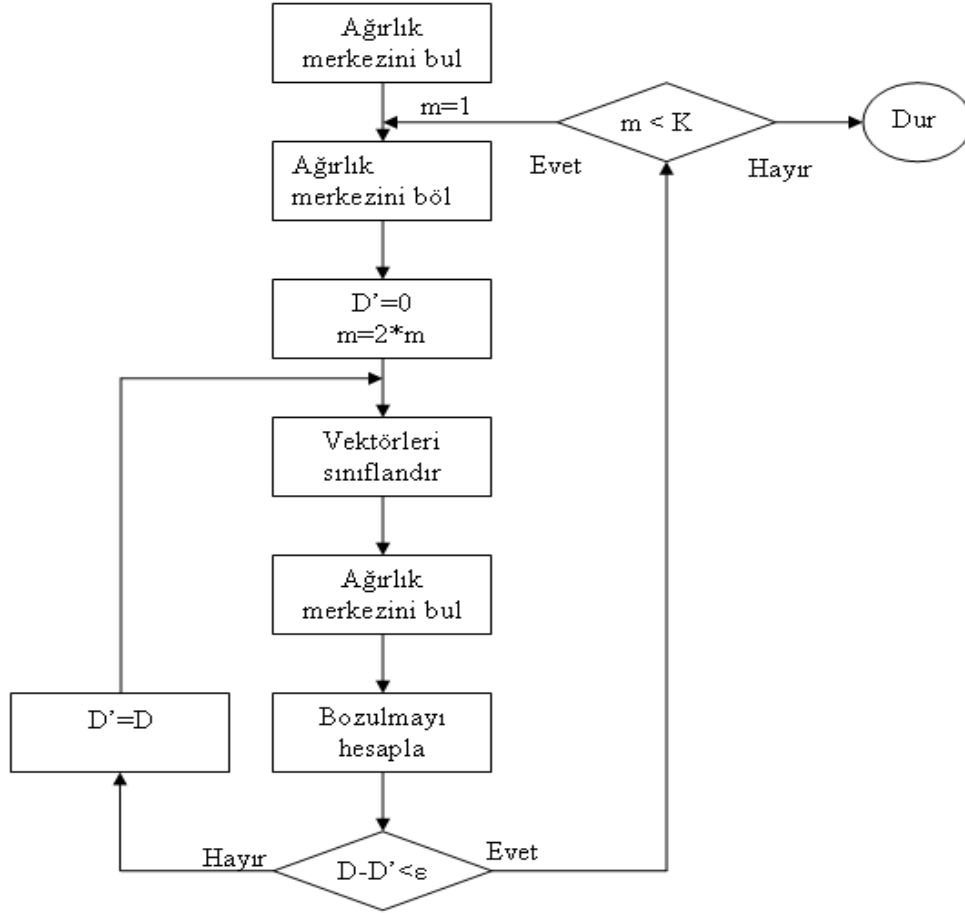 Ağırlık
merkezini bul
m=1
m < K
Dur
Evet
Hayır
Ağırlık
merkezini böl
D’=0
m=2*m
Vektörleri
sınıflandır
Ağırlık
merkezini bul
D’=D
Bozulmayı
hesapla
Hayır
D-D’<ε
Evet